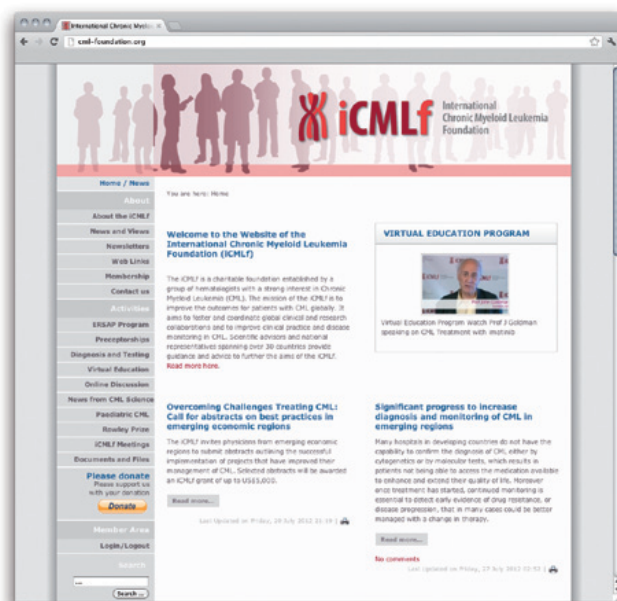 International Chronic Myeloid
cml-foundation.org
iCMLf
International
Chronic Myeloid Leukemia
Foundation
Home / News
About
About the iCMLf
News and Views
Newsletters
Web Links
Membership
Contact us
Activities
ERSAP Program
Preceptorships
Diagnosis and Testing
Virtual Education
Online Discussion
News from CML Science
Paediatric CML
Rowley Prize
iCMLf Meetings
Documents and Files
Please donate
Please support us
with your donation
Donate
Member Area
Login/Logout
Search
...
Search
You are here: Home
Welcome to the Website of the
International Chronic Myeloid Leukemia
Foundation (iCMLf)
The iCMLf is a charitable foundation established by a
group of hematologists with a strong interest in Chronic
Myeloid Leukemia (CML). The mission of the iCMLf is to
improve the outcomes for patients with CML globally. It
aims to foster and coordinate global clinical and research
collaborations and to improve clinical practice and disease
monitoring in CML. Scientific advisors and national
representatives spanning over 30 countries provide
guidance and advice to further the aims of the iCMLf.
Read more here.
VIRTUAL EDUCATION PROGRAM
Virtual Education Program Watch Prof J Goldman
speaking on CML Treatment with imatinib
Overcoming Challenges Treating CML:
Call for abstracts on best practices in
emerging economic regions
The iCMLf invites physicians from emerging economic
regions to submit abstracts outlining the successful
implementation of projects that have improved their
management of CML. Selected abstracts will be awarded
an iCMLf grant of up to US$5,000.
Read more...
Last Updated on Friday, July 2012 |
Significant progress to increase
diagnosis and monitoring of CML in
emerging regions
Many hospitals in developing countries do not have the
capability to confirm the diagnosis of CML either by
cytogenetics or by molecular tests, which results in
patients not being able to access the medication available
to enhance and extend their quality of life. Moreover
once treatment has started, continued monitoring is
essential to detect early evidence of drug resistance, or
disease progression, that in many cases could be better
managed with a change in therapy.
Read more...
No comments
Last Updated on Friday, 27 July 2012 |